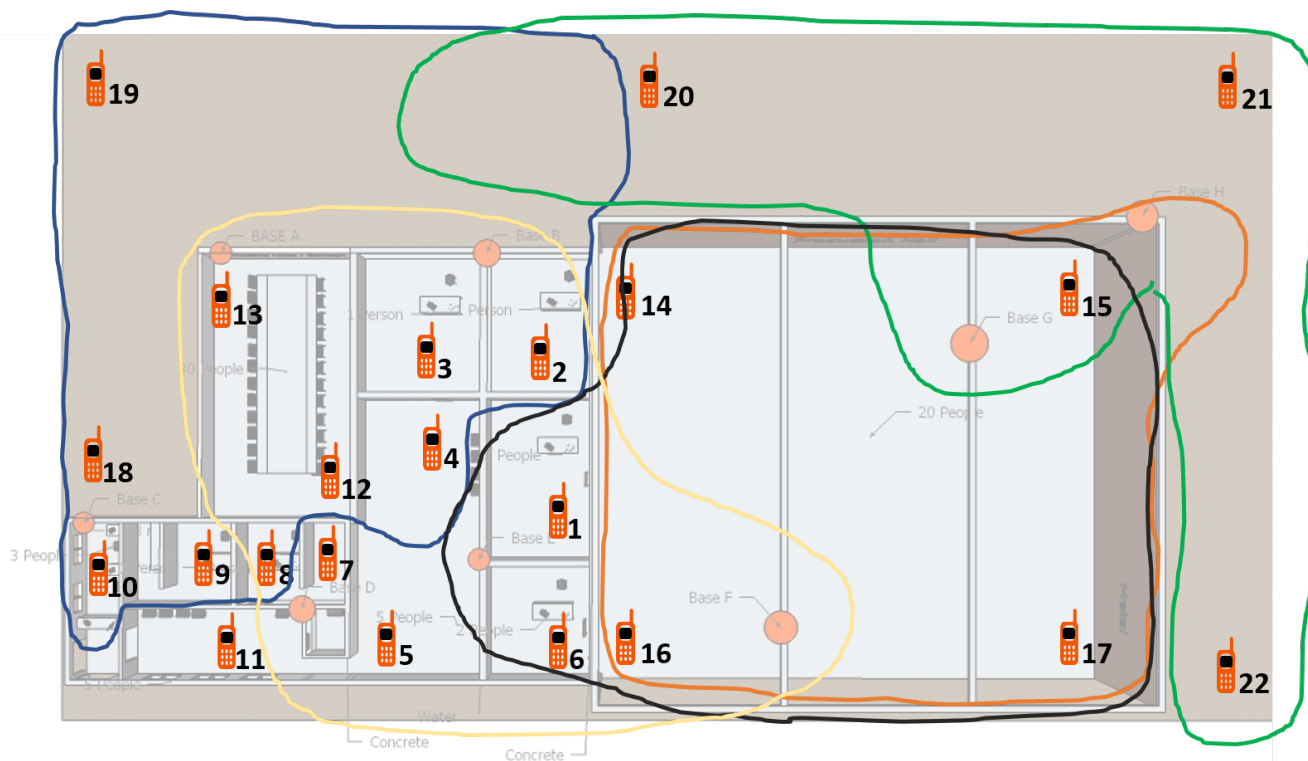 19
20
21
Base H
BASE A
Base B
13
14
15
1 Person
Person
Base G
3
2
10 People
20 People
4
People
18
12
Base C
1
3 People
Base E
10
9
8
7
Base D
Base F
5 People
2 People
11
5
6
16
17
22
5 People
Water
Concrete
Concrete